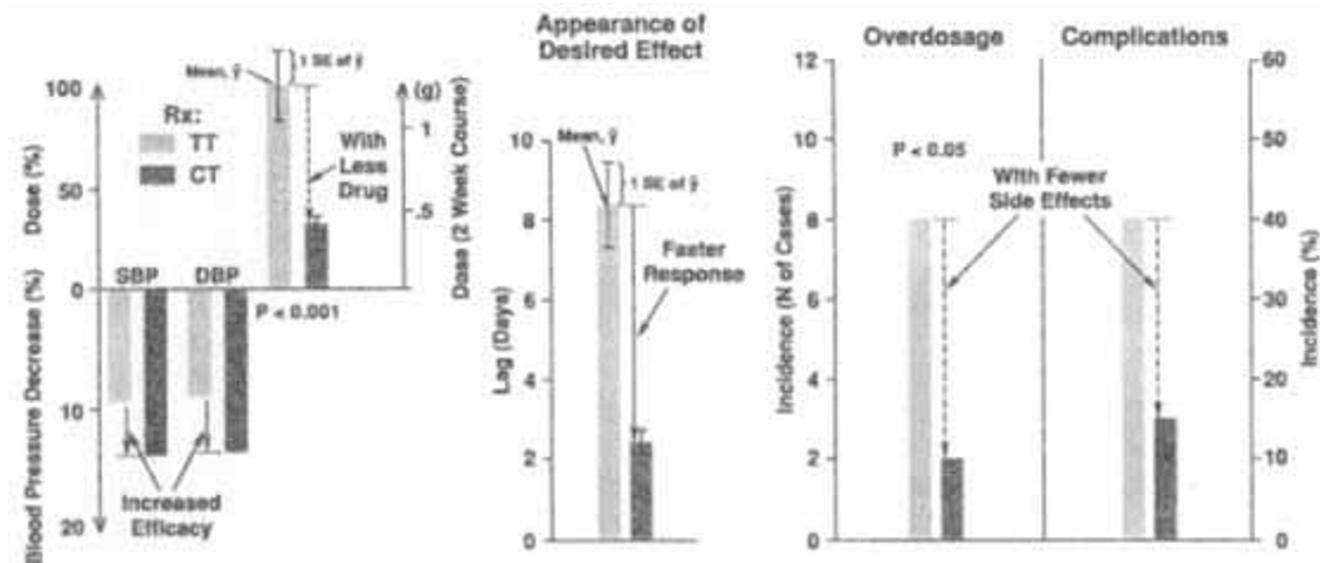 Appearance of
Desired Effect
Overdosage
Complications
Mean, ȳ
1 SE of ȳ
100
50
0
10
20
Dose (%)
Blood Pressure Decrease (%)
Rx:
TT
CT
With
Less
Drug
(g)
1
.5
Dose (2 Week Course)
SBP
DBP
P < 0.001
Increased
Efficacy
10
8
6
4
2
0
Lag (Days)
Mean, ȳ
1 SE of ȳ
Faster
Response
12
10
8
6
4
2
0
Incidence (N of Cases)
P < 0.05
With Fewer
Side Effects
60
50
40
30
20
10
0
Incidence (%)